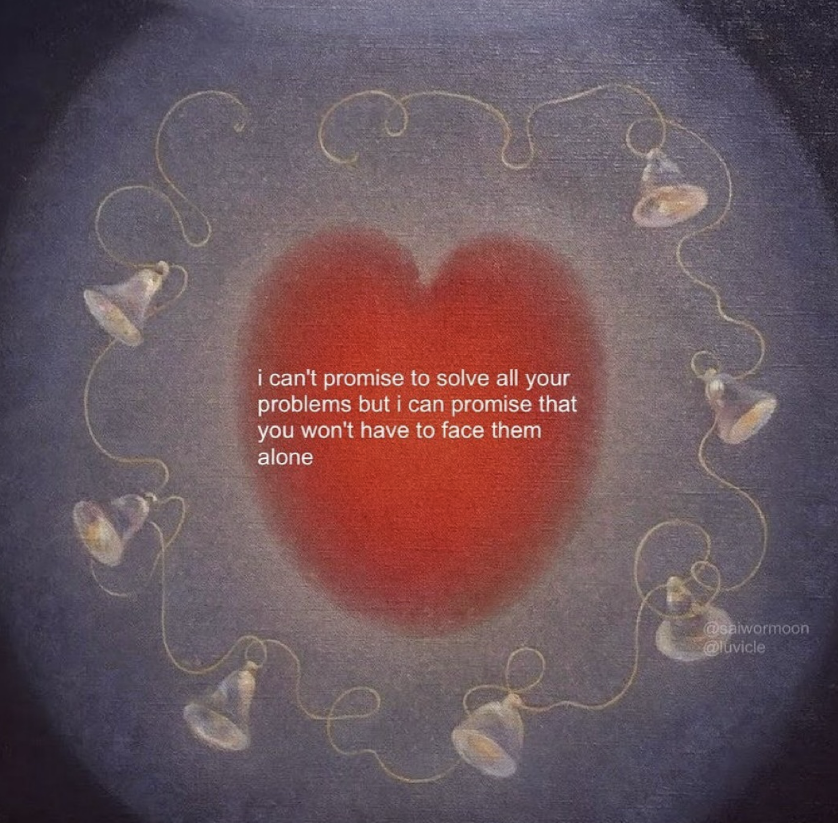 i can't promise to solve all your
problems but i can promise that
you won't have to face them
alone
@saiwormoon
@luvicle